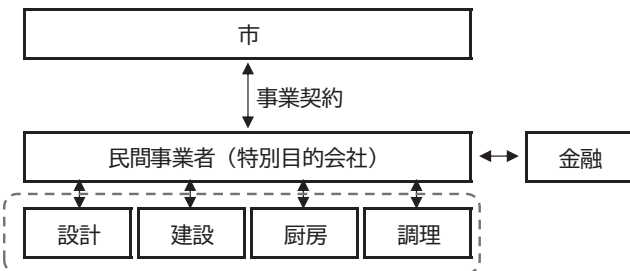 市
事業契約
民間事業者（特別目的会社）
金融
設計
建設
厨房
調理